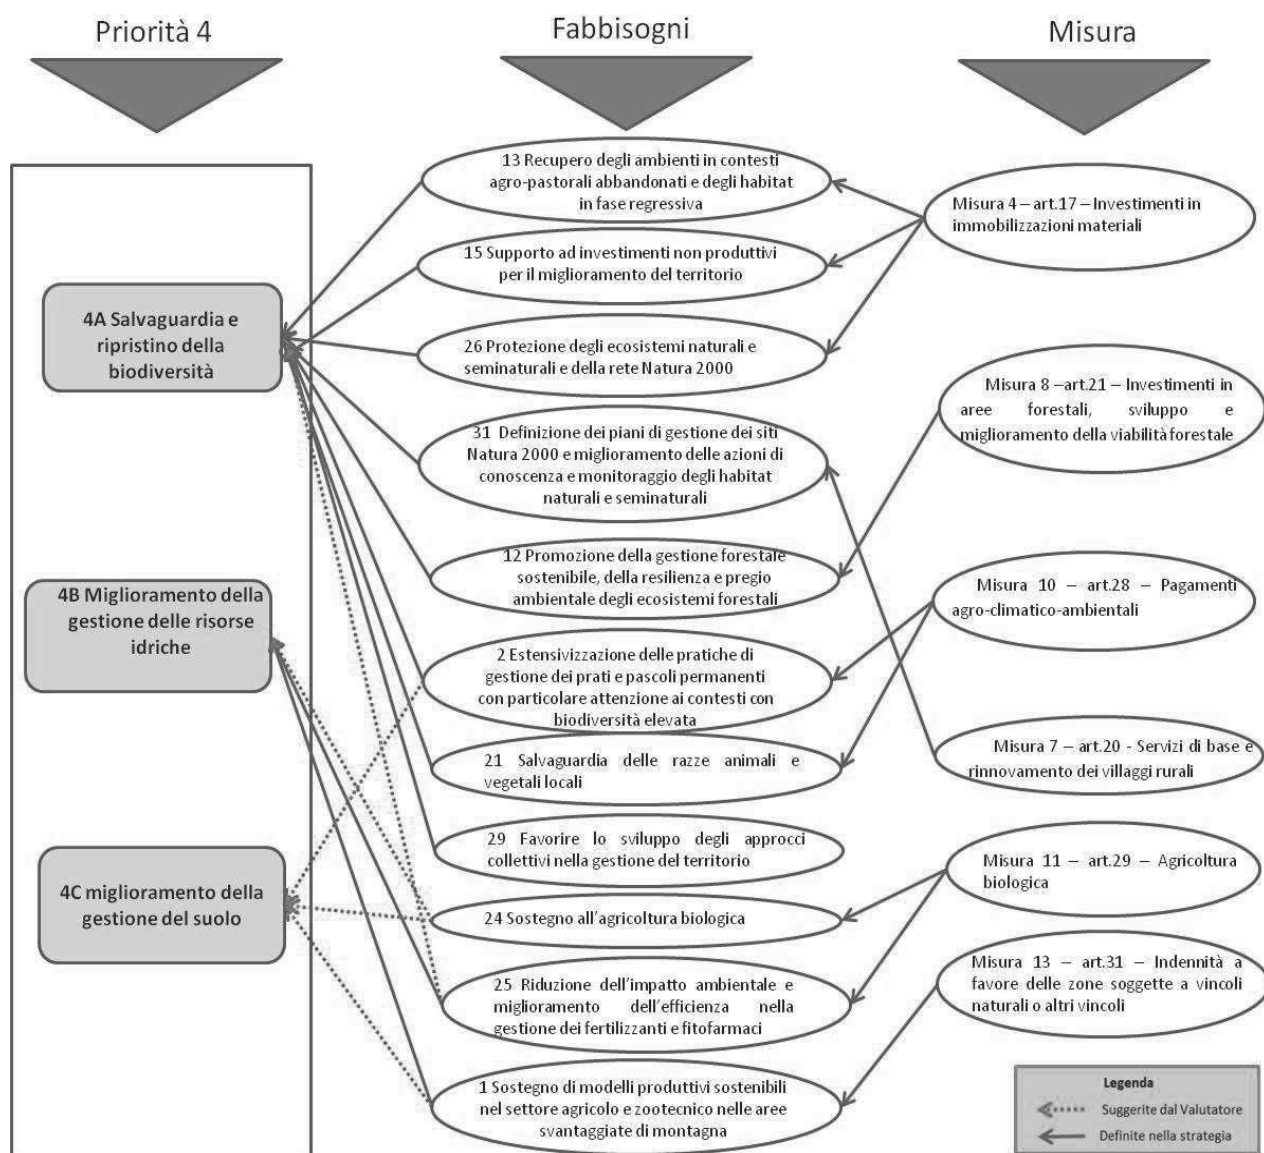 Priorità 4
Fabbisogni
Misura
4A Salvaguardia e
ripristino della
biodiversità
4B Miglioramento della
gestione delle risorse
idriche
4C miglioramento della
gestione del suolo
13 Recupero degli ambienti in contesti
agro-pastorali abbandonati e degli habitat
in fase regressiva
15 Supporto ad investimenti non produttivi
per il miglioramento del territorio
26 Protezione degli ecosistemi naturali e
seminaturali e della rete Natura 2000
31 Definizione dei piani di gestione dei siti
Natura 2000 e miglioramento delle azioni di
conoscenza e monitoraggio degli habitat
naturali e seminaturali
12 Promozione della gestione forestale
sostenibile, della resilienza e pregio
ambientale degli ecosistemi forestali
2 Estensivizzazione delle pratiche di
gestione dei prati e pascoli permanenti
con particolare attenzione ai contesti con
biodiversità elevata
21 Salvaguardia delle razze animali e
vegetali locali
29 Favorire lo sviluppo degli approcci
collettivi nella gestione del territorio
24 Sostegno all'agricoltura biologica
25 Riduzione dell'impatto ambientale e
miglioramento dell'efficienza nella
gestione dei fertilizzanti e fitofarmaci
1 Sostegno di modelli produttivi sostenibili
nel settore agricolo e zootecnico nelle aree
svantaggiate di montagna
Misura 4 – art.17 – Investimenti in
immobilizzazioni materiali
Misura 8 –art.21 – Investimenti in
aree forestali, sviluppo e
miglioramento della viabilità forestale
Misura 10 – art.28 – Pagamenti
agro-climatico-ambientali
Misura 7 – art.20 - Servizi di base e
rinnovamento dei villaggi rurali
Misura 11 – art.29 – Agricoltura
biologica
Misura 13 – art.31 – Indennità a
favore delle zone soggette a vincoli
naturali o altri vincoli
Legenda
Suggerite dal Valutatore
Definite nella strategia